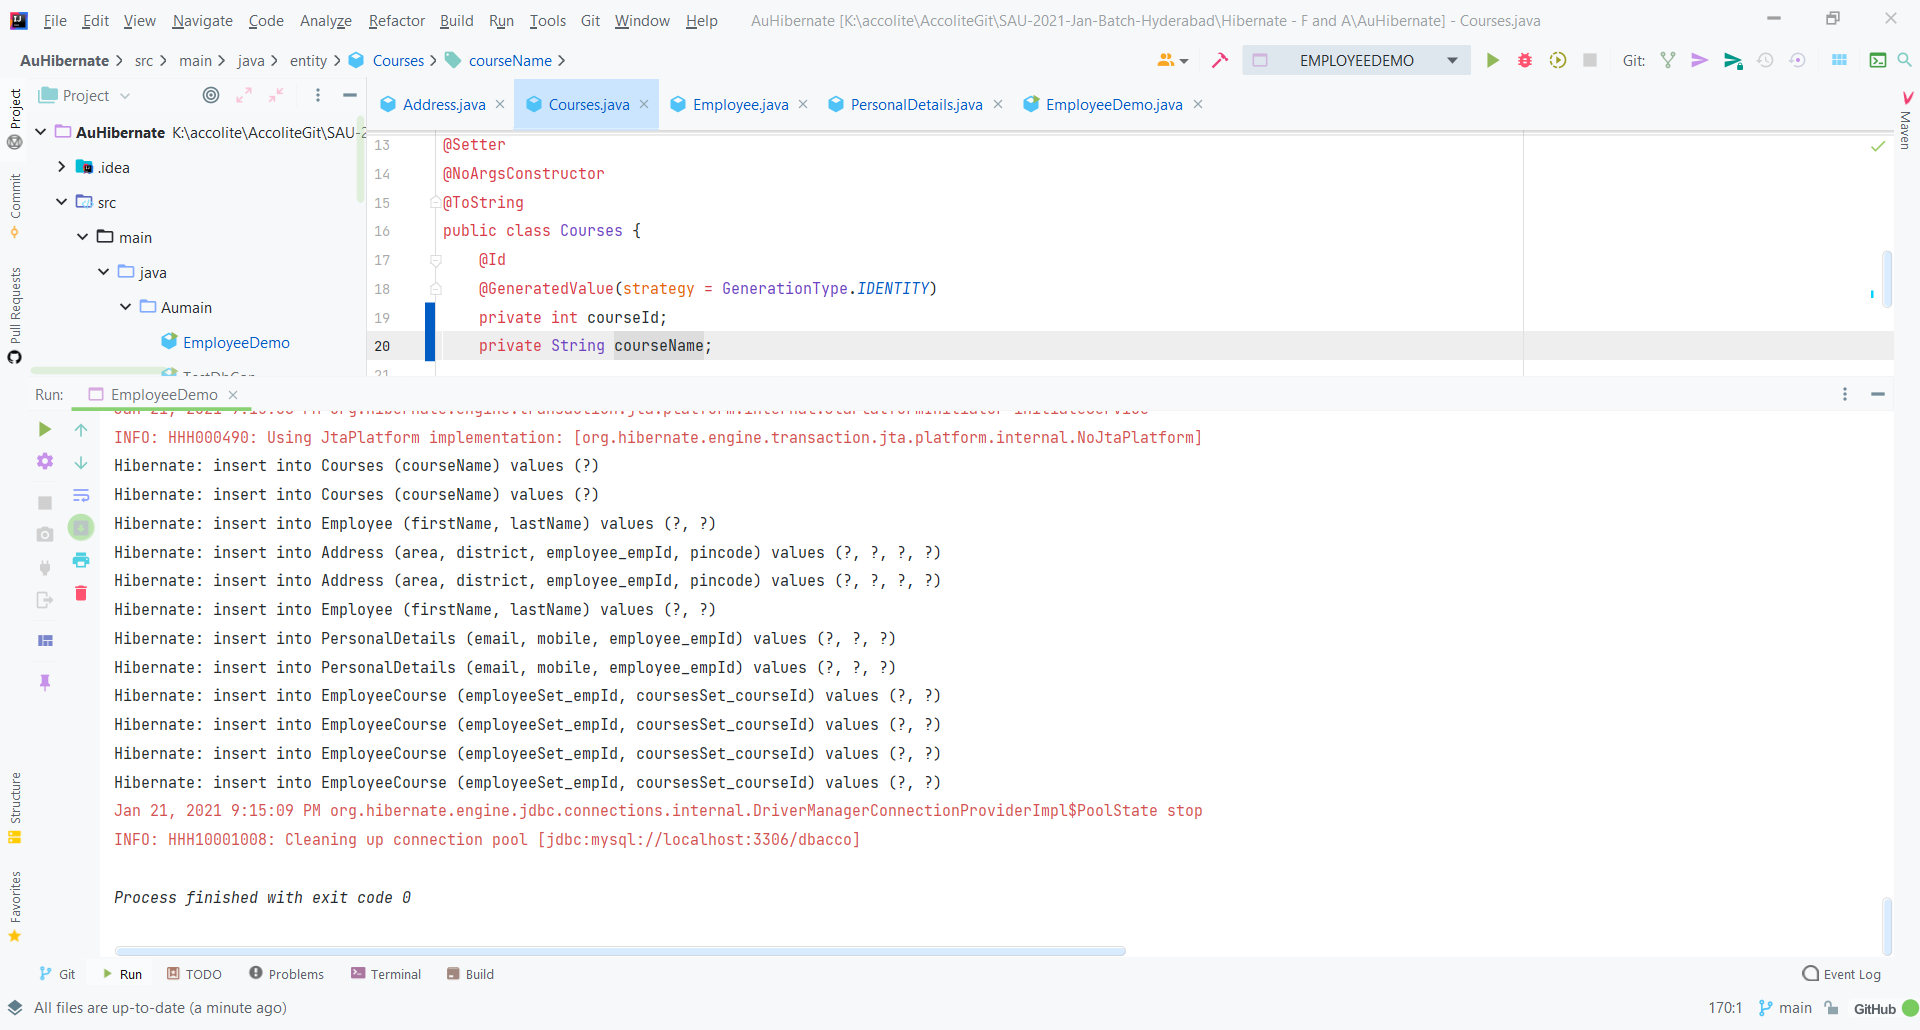 File Edit View Navigate Code Analyze Refactor Build Run Tools Git Window Help AuHibernate [K:\accolite\AccoliteGit\SAU-2021-Jan-Batch-Hyderabad\Hibernate - F and A\AuHibernate] - Courses.java
AuHibernate src main java entity Courses courseName EMPLOYEEDEMO Git:
Project
Address.java Courses.java Employee.java PersonalDetails.java EmployeeDemo.java
AuHibernate K:\accolite\AccoliteGit\SAU-2
.idea
src
main
java
Aumain
EmployeeDemo
13 @Setter
14 @NoArgsConstructor
15 @ToString
16 public class Courses {
17 @Id
18 @GeneratedValue(strategy = GenerationType.IDENTITY)
19 private int courseId;
20 private String courseName;
21
Project
Commit
Pull Requests
Structure
Favorites
Maven
Run: EmployeeDemo
INFO: HHH000490: Using JtaPlatform implementation: [org.hibernate.engine.transaction.jta.platform.internal.NoJtaPlatform]
Hibernate: insert into Courses (courseName) values (?)
Hibernate: insert into Courses (courseName) values (?)
Hibernate: insert into Employee (firstName, lastName) values (?, ?)
Hibernate: insert into Address (area, district, employee_empId, pincode) values (?, ?, ?, ?)
Hibernate: insert into Address (area, district, employee_empId, pincode) values (?, ?, ?, ?)
Hibernate: insert into Employee (firstName, lastName) values (?, ?)
Hibernate: insert into PersonalDetails (email, mobile, employee_empId) values (?, ?, ?)
Hibernate: insert into PersonalDetails (email, mobile, employee_empId) values (?, ?, ?)
Hibernate: insert into EmployeeCourse (employeeSet_empId, coursesSet_courseId) values (?, ?)
Hibernate: insert into EmployeeCourse (employeeSet_empId, coursesSet_courseId) values (?, ?)
Hibernate: insert into EmployeeCourse (employeeSet_empId, coursesSet_courseId) values (?, ?)
Hibernate: insert into EmployeeCourse (employeeSet_empId, coursesSet_courseId) values (?, ?)
Jan 21, 2021 9:15:09 PM org.hibernate.engine.jdbc.connections.internal.DriverManagerConnectionProviderImpl$PoolState stop
INFO: HHH10001008: Cleaning up connection pool [jdbc:mysql://localhost:3306/dbacco]
Process finished with exit code 0
Git Run TODO Problems Terminal Build Event Log
All files are up-to-date (a minute ago) 170:1 main GitHub